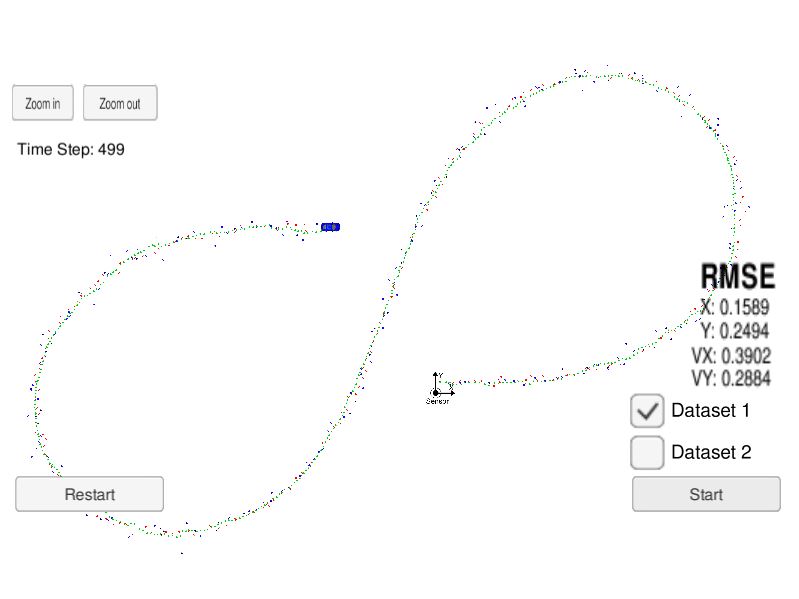 Zoom in
Zoom out
Time Step: 499
RMSE
X: 0.1589
Y: 0.2494
VX: 0.3902
VY: 0.2884
Y
X
Sensor
Dataset 1
Dataset 2
Restart
Start